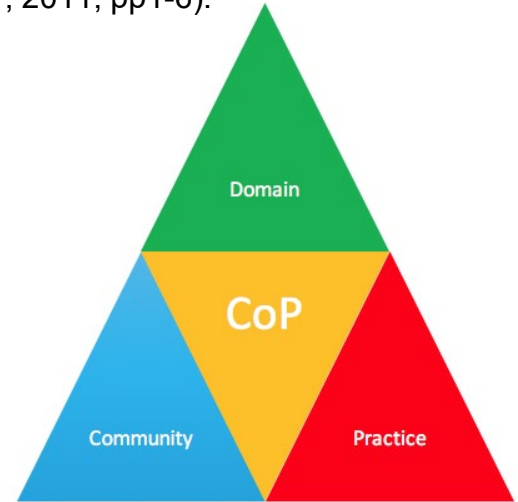 , 2011, pp1-6).
Domain
CoP
Community
Practice